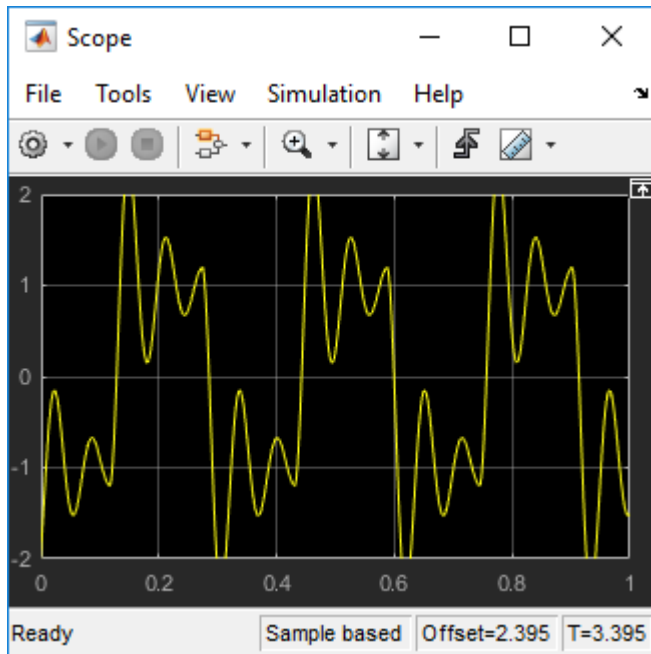 Scope
File Tools View Simulation Help
2
1
0
-1
-2
0 0.2 0.4 0.6 0.8 1
Ready Sample based Offset=2.395 T=3.395